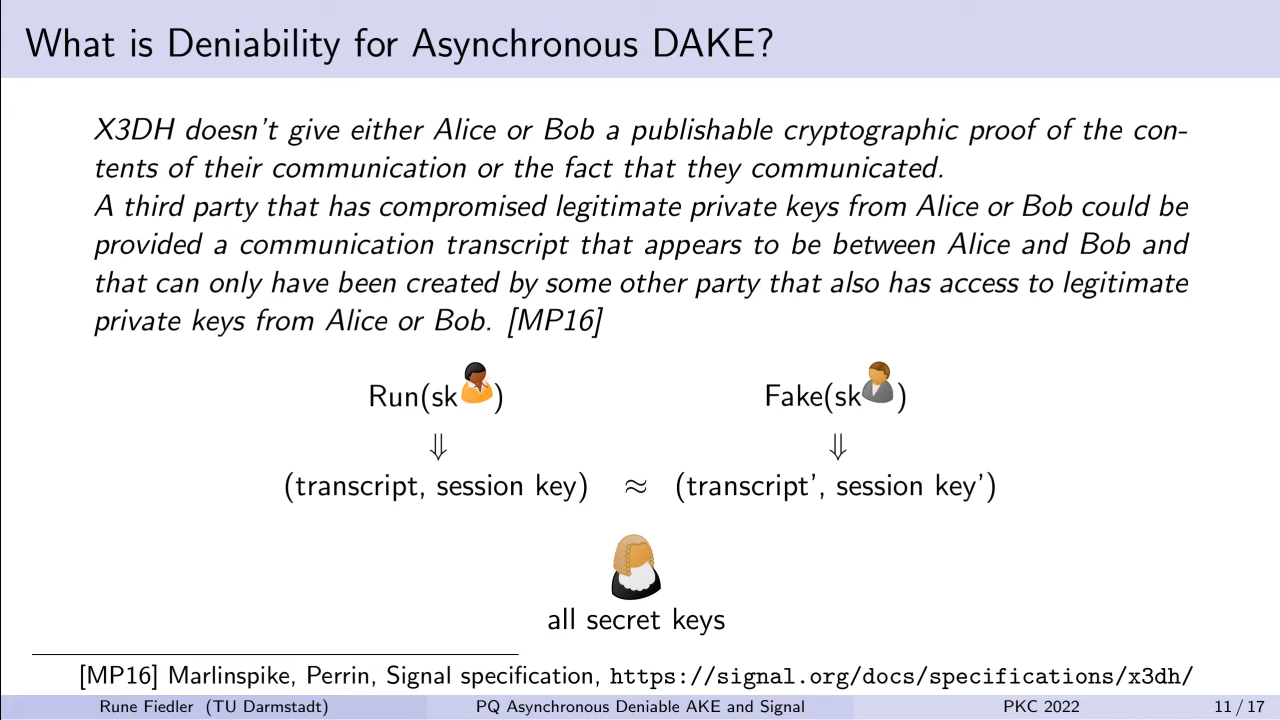 What is Deniability for Asynchronous DAKE?
X3DH doesn't give either Alice or Bob a publishable cryptographic proof of the con-
tents of their communication or the fact that they communicated.
A third party that has compromised legitimate private keys from Alice or Bob could be
provided a communication transcript that appears to be between Alice and Bob and
that can only have been created by some other party that also has access to legitimate
private keys from Alice or Bob. [MP16]
Run(sk ) Fake(sk )
⇓ ⇓
(transcript, session key) ≈ (transcript', session key')
all secret keys
[MP16] Marlinspike, Perrin, Signal specification, https://signal.org/docs/specifications/x3dh/
Rune Fiedler (TU Darmstadt) PQ Asynchronous Deniable AKE and Signal PKC 2022 11 / 17